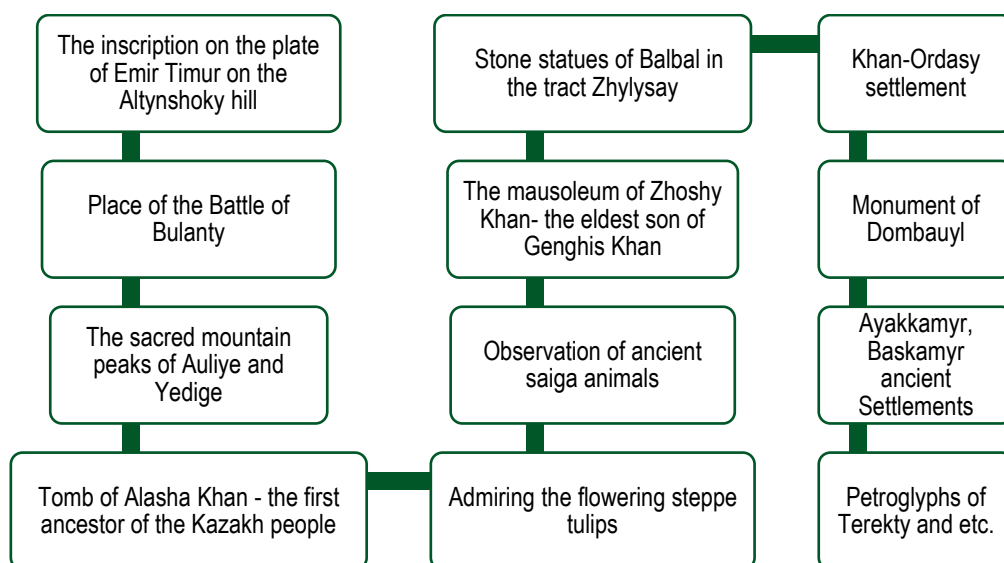 The inscription on the plate
of Emir Timur on the
Altynshoky hill
Place of the Battle of
Bulanty
The sacred mountain
peaks of Auliye and
Yedige
Tomb of Alasha Khan - the first
ancestor of the Kazakh people
Admiring the flowering steppe
tulips
Observation of ancient
saiga animals
The mausoleum of Zhoshy
Khan- the eldest son of
Genghis Khan
Stone statues of Balbal in
the tract Zhylysay
Khan-Ordasy
settlement
Monument of
Dombauyl
Ayakkamyr,
Baskamyr
ancient
Settlements
Petroglyphs of
Terekty and etc.